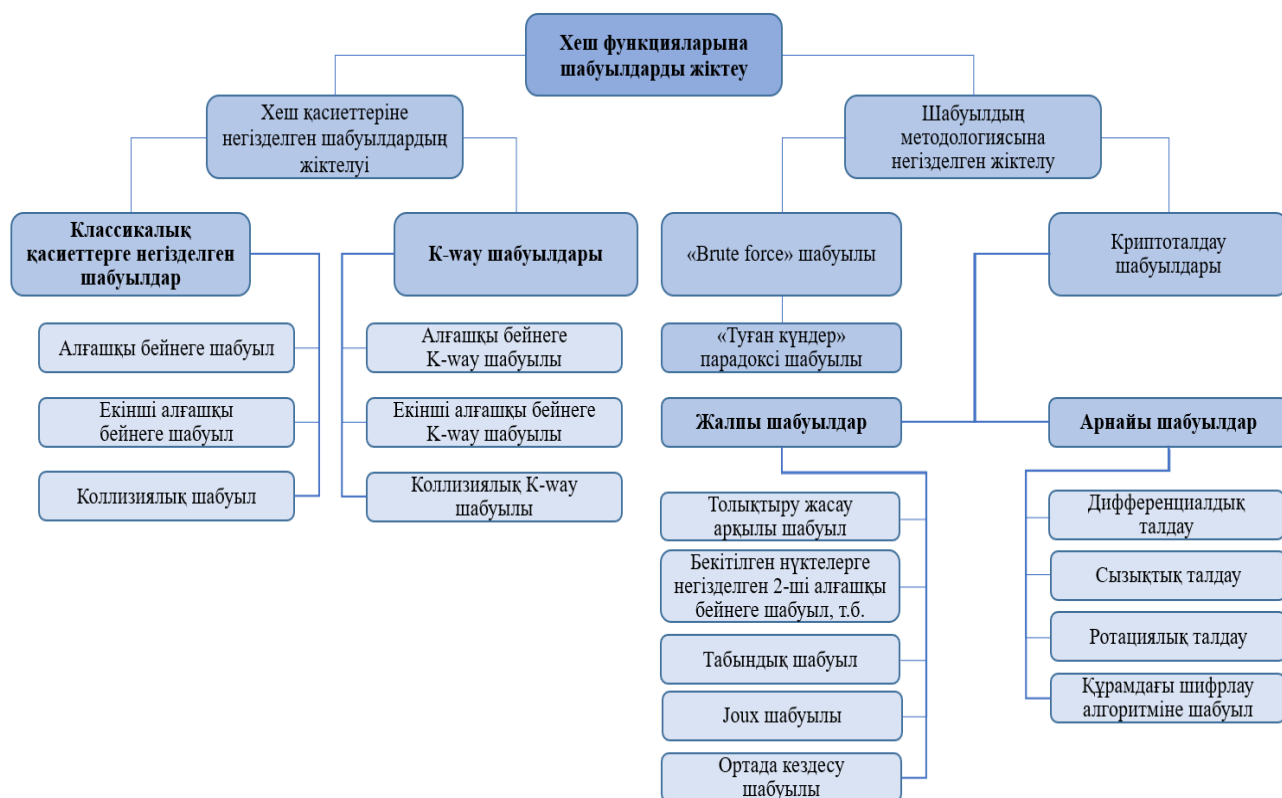 Хеш функцияларына
шабуылдарды жіктеу
Хеш қасиеттеріне
негізделген шабуылдардың
жіктелуі
Шабуылдың
методологиясына
негізделген жіктелу
Классикалық
қасиеттерге негізделген
шабуылдар
K-way шабуылдары
«Brute force» шабуылы
Криптоталдау
шабуылдары
Алғашқы бейнеге шабуыл
Екінші алғашқы
бейнеге шабуыл
Коллизиялық шабуыл
Алғашқы бейнеге
K-way шабуылы
Екінші алғашқы бейнеге
K-way шабуылы
Коллизиялық K-way
шабуылы
«Туған күндер»
парадоксі шабуылы
Жалпы шабуылдар
Арнайы шабуылдар
Толықтыру жасау
арқылы шабуыл
Бекітілген нүктелерге
негізделген 2-ші алғашқы
бейнеге шабуыл, т.б.
Табындық шабуыл
Joux шабуылы
Ортада кездесу
шабуылы
Дифференциалдық
талдау
Сызықтық талдау
Ротациялық талдау
Құрамдағы шифрлау
алгоритміне шабуыл